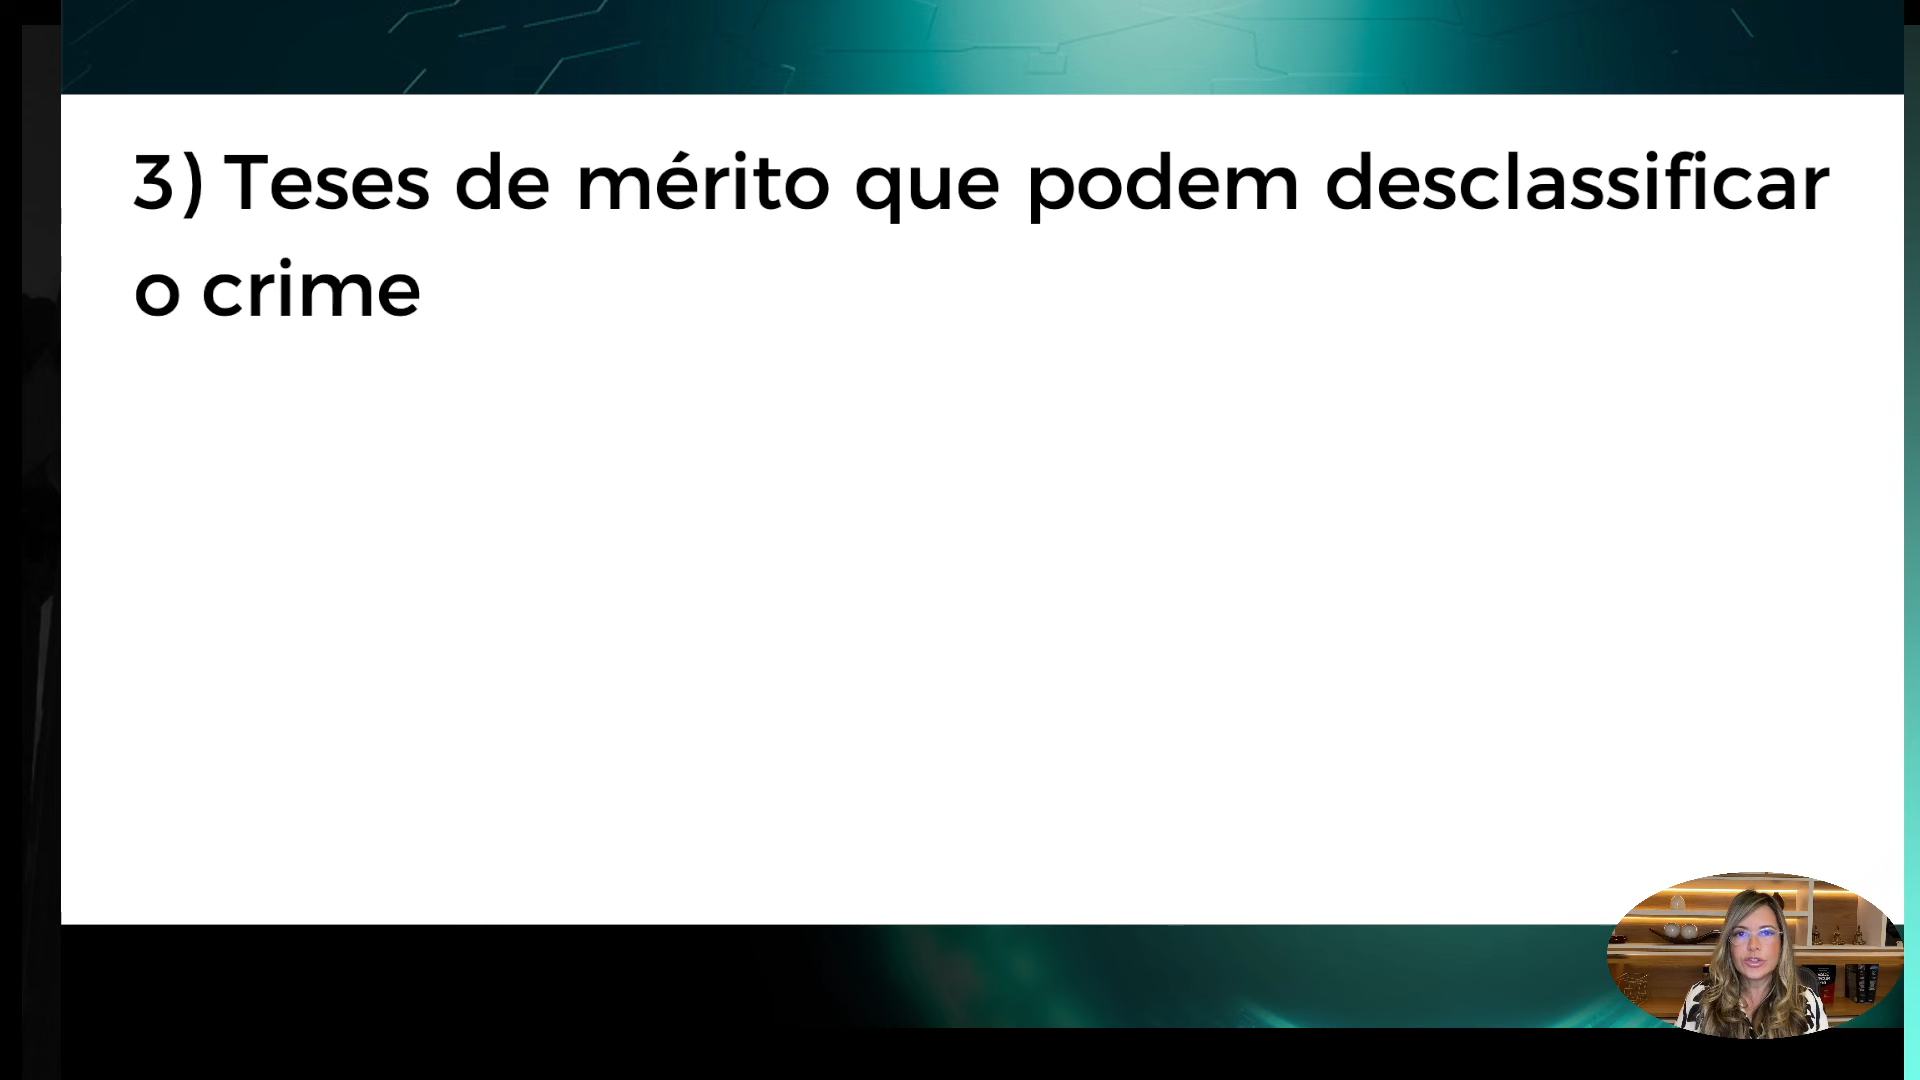 3) Teses de mérito que podem desclassificar
o crime